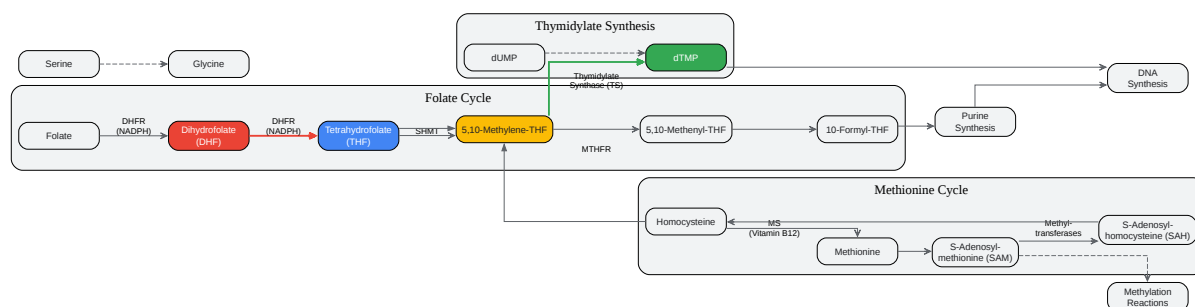 Thymidylate Synthesis
Serine
Glycine
dUMP
dTMP
DNA
Synthesis
Thymidylate
Synthase (TS)
Folate Cycle
Folate
DHFR
(NADPH)
Dihydrofolate
(DHF)
DHFR
(NADPH)
Tetrahydrofolate
(THF)
SHMT
5,10-Methylene-THF
MTHFR
5,10-Methenyl-THF
10-Formyl-THF
Purine
Synthesis
Methionine Cycle
Homocysteine
MS
(Vitamin B12)
Methionine
S-Adenosyl-
methionine (SAM)
Methyl-
transferases
S-Adenosyl-
homocysteine (SAH)
Methylation
Reactions